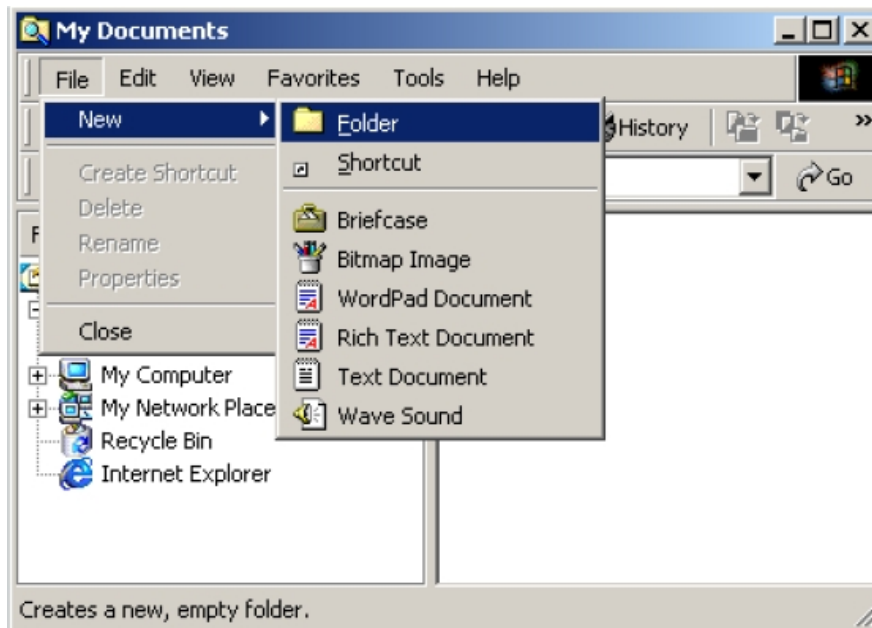 My Documents
File Edit View Favorites Tools Help
New
Folder
History
Shortcut
Go
Create Shortcut
Delete
Rename
Properties
Close
Briefcase
Bitmap Image
WordPad Document
Rich Text Document
Text Document
Wave Sound
My Computer
My Network Place
Recycle Bin
Internet Explorer
Creates a new, empty folder.